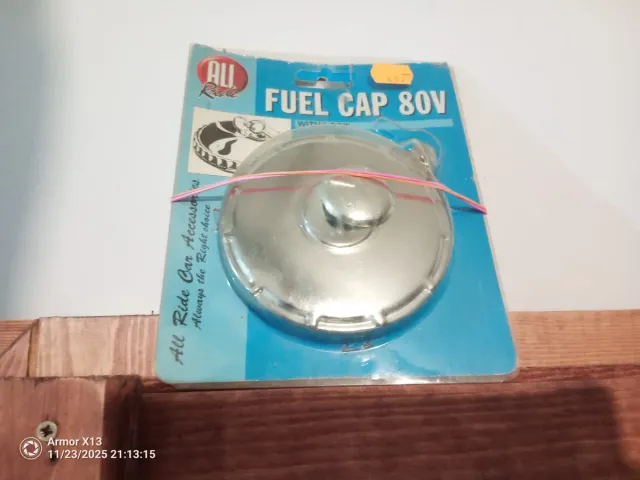 ALL
Ride
FUEL CAP 80V
All Ride Car Accessories
Always the Right choice
Armor X13
11/23/2025 21:13:15